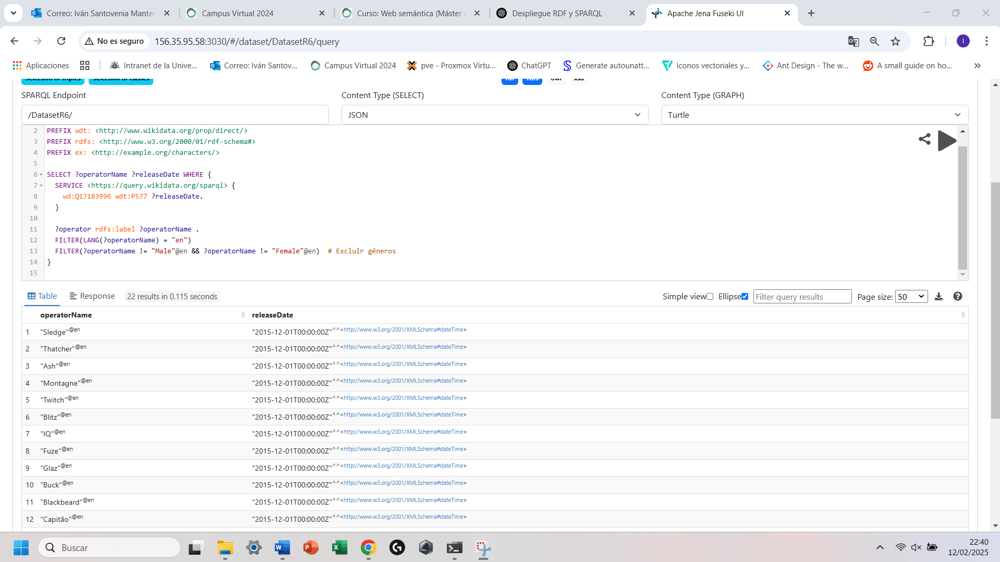 Correo: Iván Santovenia Mantec
Campus Virtual 2024
Curso: Web semántica (Máster e
Despliegue RDF y SPARQL
Apache Jena Fuseki UI
No es seguro
156.35.95.58:3030/#/dataset/DatasetR6/query
I
Aplicaciones
Intranet de la Unive...
Correo: Iván Santov...
Campus Virtual 2024
pve - Proxmox Virtu...
ChatGPT
Generate autounatt...
Iconos vectoriales y...
Ant Design - The w...
A small guide on ho...
Selection of triples
Selection of classes
rdf
rdfs
owl
xsd
SPARQL Endpoint
Content Type (SELECT)
Content Type (GRAPH)
/DatasetR6/
JSON
Turtle
2 PREFIX wdt: <http://www.wikidata.org/prop/direct/>
3 PREFIX rdfs: <http://www.w3.org/2000/01/rdf-schema#>
4 PREFIX ex: <http://example.org/characters/>
5
6 SELECT ?operatorName ?releaseDate WHERE {
7 SERVICE <https://query.wikidata.org/sparql> {
8 wd:Q17183996 wdt:P577 ?releaseDate.
9 }
10
11 ?operator rdfs:label ?operatorName .
12 FILTER(LANG(?operatorName) = "en")
13 FILTER(?operatorName != "Male"@en && ?operatorName != "Female"@en) # Excluir géneros
14 }
15
Table
Response
22 results in 0.115 seconds
Simple view
Ellipse
Filter query results
Page size: 50
operatorName
releaseDate
1 "Sledge"@en "2015-12-01T00:00:00Z"^^<http://www.w3.org/2001/XMLSchema#dateTime>
2 "Thatcher"@en "2015-12-01T00:00:00Z"^^<http://www.w3.org/2001/XMLSchema#dateTime>
3 "Ash"@en "2015-12-01T00:00:00Z"^^<http://www.w3.org/2001/XMLSchema#dateTime>
4 "Montagne"@en "2015-12-01T00:00:00Z"^^<http://www.w3.org/2001/XMLSchema#dateTime>
5 "Twitch"@en "2015-12-01T00:00:00Z"^^<http://www.w3.org/2001/XMLSchema#dateTime>
6 "Blitz"@en "2015-12-01T00:00:00Z"^^<http://www.w3.org/2001/XMLSchema#dateTime>
7 "IQ"@en "2015-12-01T00:00:00Z"^^<http://www.w3.org/2001/XMLSchema#dateTime>
8 "Fuze"@en "2015-12-01T00:00:00Z"^^<http://www.w3.org/2001/XMLSchema#dateTime>
9 "Glaz"@en "2015-12-01T00:00:00Z"^^<http://www.w3.org/2001/XMLSchema#dateTime>
10 "Buck"@en "2015-12-01T00:00:00Z"^^<http://www.w3.org/2001/XMLSchema#dateTime>
11 "Blackbeard"@en "2015-12-01T00:00:00Z"^^<http://www.w3.org/2001/XMLSchema#dateTime>
12 "Capitão"@en "2015-12-01T00:00:00Z"^^<http://www.w3.org/2001/XMLSchema#dateTime>
Buscar
22:40
12/02/2025